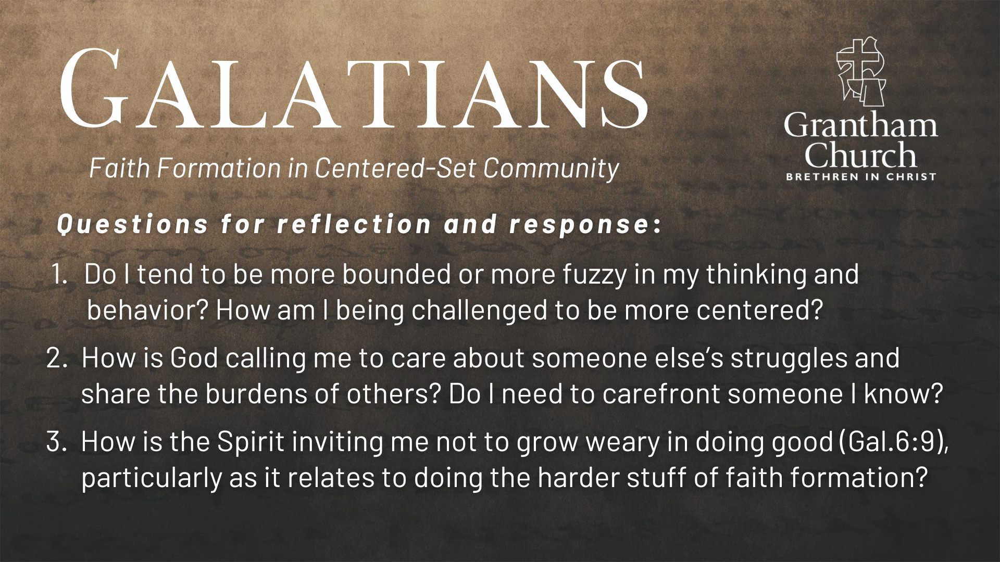 GALATIANS
Faith Formation in Centered-Set Community
Grantham
Church
BRETHREN IN CHRIST
Questions for reflection and response:
1. Do I tend to be more bounded or more fuzzy in my thinking and
behavior? How am I being challenged to be more centered?
2. How is God calling me to care about someone else’s struggles and
share the burdens of others? Do I need to carefront someone I know?
3. How is the Spirit inviting me not to grow weary in doing good (Gal.6:9),
particularly as it relates to doing the harder stuff of faith formation?